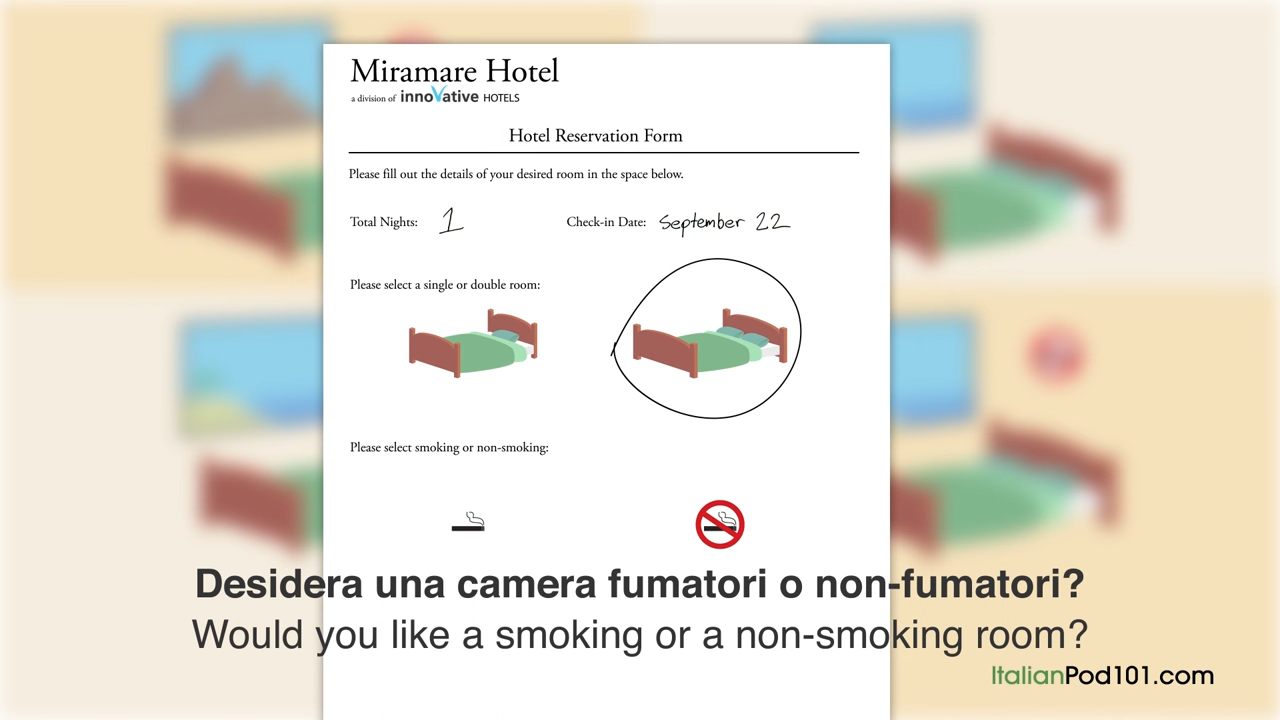 Miramare Hotel
a division of innoVative HOTELS
Hotel Reservation Form
Please fill out the details of your desired room in the space below.
Total Nights: 1 Check-in Date: September 22
Please select a single or double room:
Please select smoking or non-smoking:
Desidera una camera fumatori o non-fumatori?
Would you like a smoking or a non-smoking room?
ItalianPod101.com